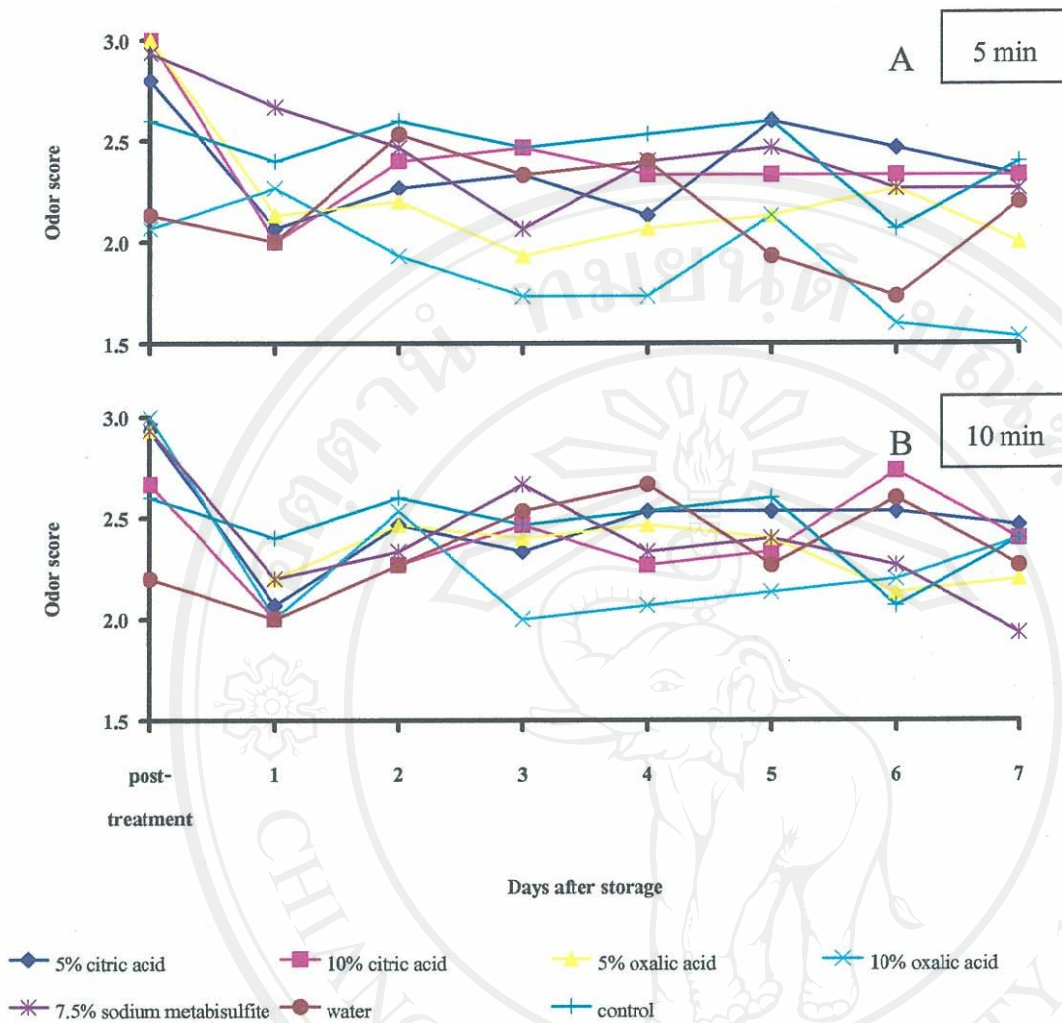 A
5 min
3.0
2.5
2.0
1.5
Odor score
B
10 min
3.0
2.5
2.0
1.5
Odor score
post-
treatment
1 2 3 4 5 6 7
Days after storage
5% citric acid 10% citric acid 5% oxalic acid 10% oxalic acid
7.5% sodium metabisulfite water control